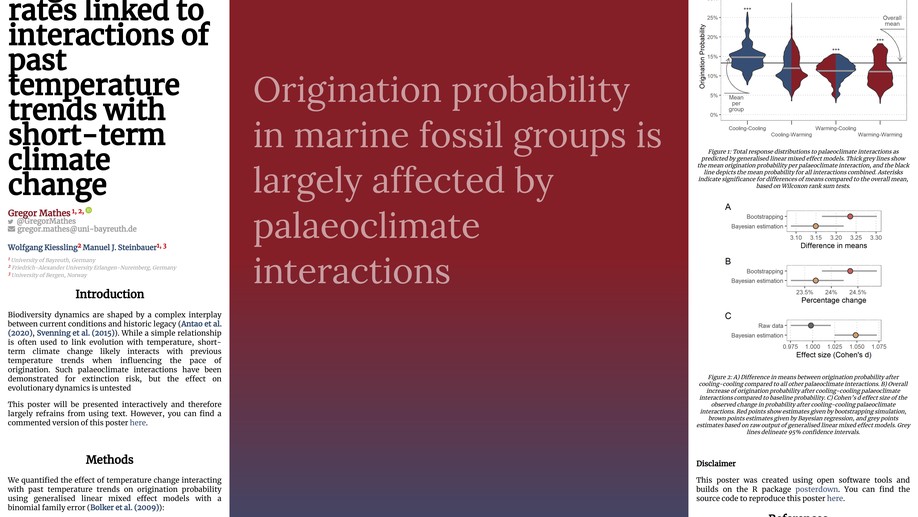 rates linked to
interactions of
past
temperature
trends with
short-term
climate
change
Gregor Mathes 1, 2,
@GregorMathes
gregor.mathes@uni-bayreuth.de
Wolfgang Kiessling2 Manuel J. Steinbauer1, 3
1 University of Bayreuth, Germany
2 Friedrich-Alexander University Erlangen-Nuremberg, Germany
3 University of Bergen, Norway
Introduction
Biodiversity dynamics are shaped by a complex interplay
between current conditions and historic legacy (Antao et al.
(2020), Svenning et al. (2015)). While a simple relationship
is often used to link evolution with temperature, short-
term climate change likely interacts with previous
temperature trends when influencing the pace of
origination. Such palaeoclimate interactions have been
demonstrated for extinction risk, but the effect on
evolutionary dynamics is untested
This poster will be presented interactively and therefore
largely refrains from using text. However, you can find a
commented version of this poster here.
Methods
We quantified the effect of temperature change interacting
with past temperature trends on origination probability
using generalised linear mixed effect models with a
binomial family error (Bolker et al. (2009)):
Origination probability
in marine fossil groups is
largely affected by
palaeoclimate
interactions
Origination Probability
25%
20%
15%
10%
5%
0%
***
***
***
Overall
mean
Mean
per
group
Cooling-Cooling
Cooling-Warming
Warming-Cooling
Warming-Warming
Figure 1: Total response distributions to palaeoclimate interactions as
predicted by generalised linear mixed effect models. Thick grey lines show
the mean origination probability per palaeoclimate interaction, and the black
line depicts the mean probability for all interactions combined. Asterisks
indicate significance for differences of means compared to the overall mean,
based on Wilcoxon rank sum tests.
A
Bootstrapping
Bayesian estimation
3.10 3.15 3.20 3.25 3.30
Difference in means
B
Bootstrapping
Bayesian estimation
23.5% 24% 24.5%
Percentage change
C
Raw data
Bayesian estimation
0.975 1.000 1.025 1.050 1.075
Effect size (Cohen's d)
Figure 2: A) Difference in means between origination probability after
cooling-cooling compared to all other palaeoclimate interactions. B) Overall
increase of origination probability after cooling-cooling palaeoclimate
interactions compared to baseline probability. C) Cohen's d effect size of the
observed change in probability after cooling-cooling palaeoclimate
interactions. Red points show estimates given by bootstrapping simulation,
brown points estimates given by Bayesian regression, and grey points
estimates based on raw output of generalised linear mixed effect models. Grey
lines delineate 95% confidence intervals.
Disclaimer
This poster was created using open software tools and
builds on the R package posterdown. You can find the
source code to reproduce this poster here.